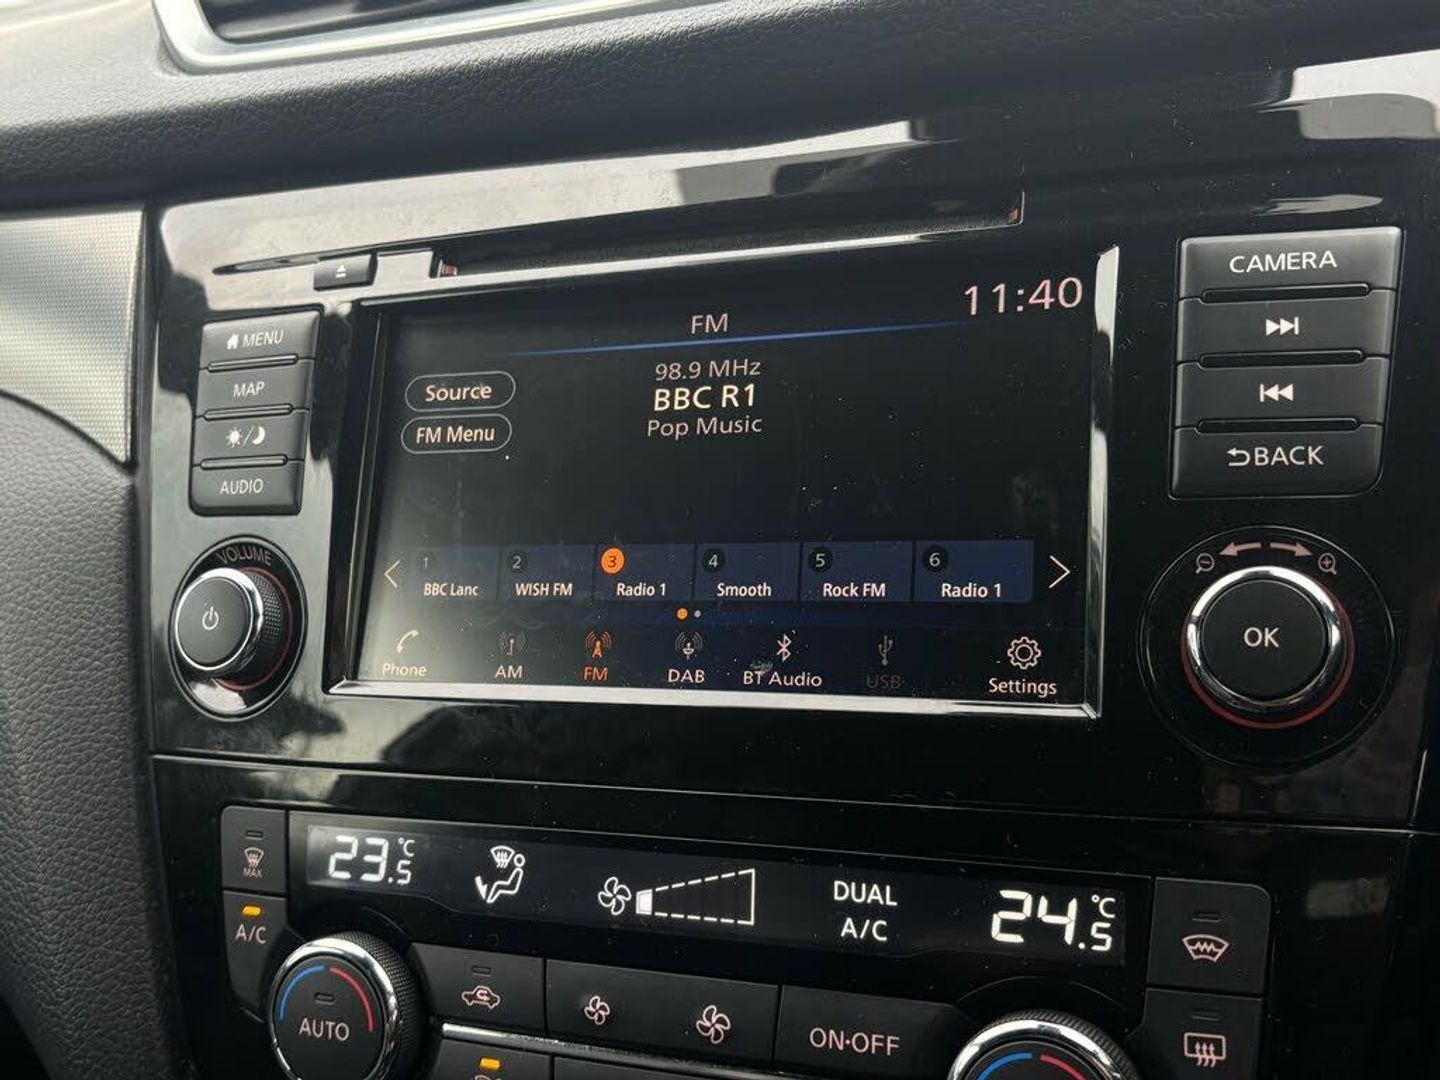 CAMERA
11:40
FM
MENU
98.9 MHz
MAP
Source
BBC R1
Pop Music
FM Menu
BACK
AUDIO
VOLUME
1 2 3 4 5 6
BBC Lanc WISH FM Radio 1 Smooth Rock FM Radio 1
OK
Phone AM FM DAB BT Audio USB Settings
23.5 °C
MAX
DUAL
24.5 °C
A/C
A/C
AUTO
ON•OFF